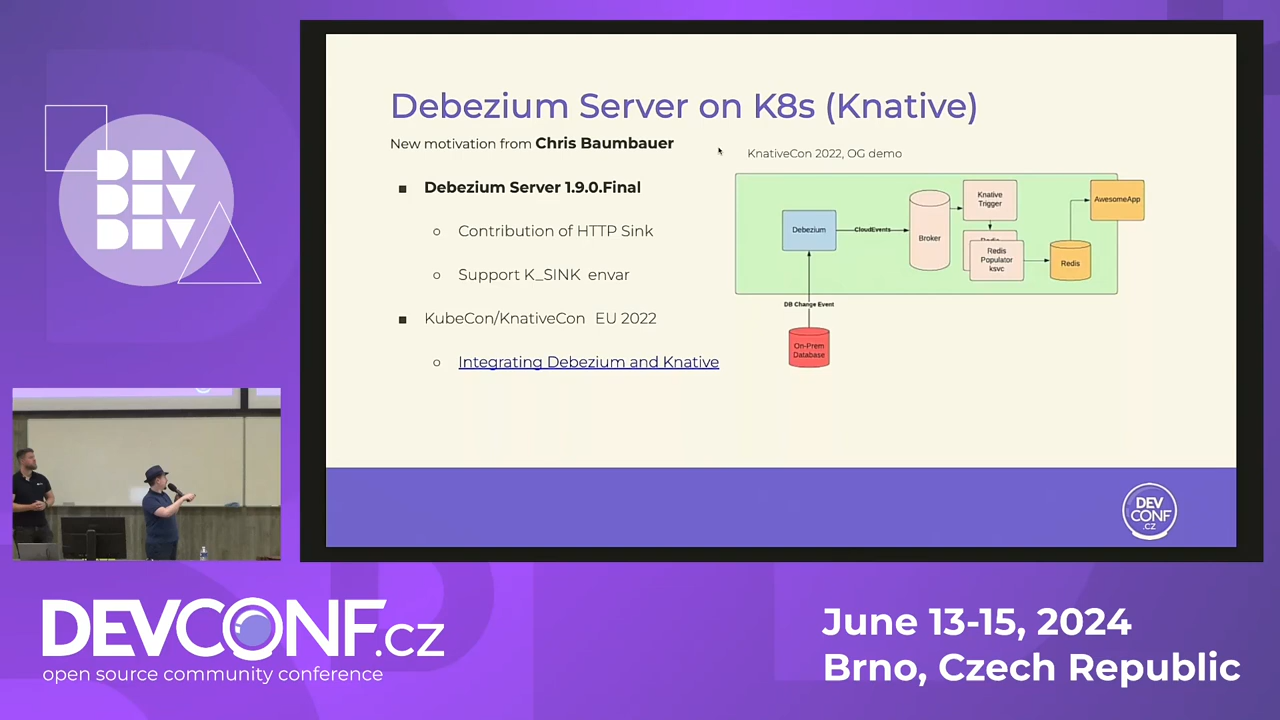 DEV
DEV
DEV
Debezium Server on K8s (Knative)
New motivation from Chris Baumbauer
■ Debezium Server 1.9.0.Final
○ Contribution of HTTP Sink
○ Support K_SINK envar
■ KubeCon/KnativeCon EU 2022
○ Integrating Debezium and Knative
KnativeCon 2022, OG demo
Debezium
CloudEvents
Broker
Knative
Trigger
Redis
Populator
ksvc
Redis
AwesomeApp
DB Change Event
On-Prem
Database
DEV
CONF
.CZ
DEVCONF.cz
open source community conference
June 13-15, 2024
Brno, Czech Republic